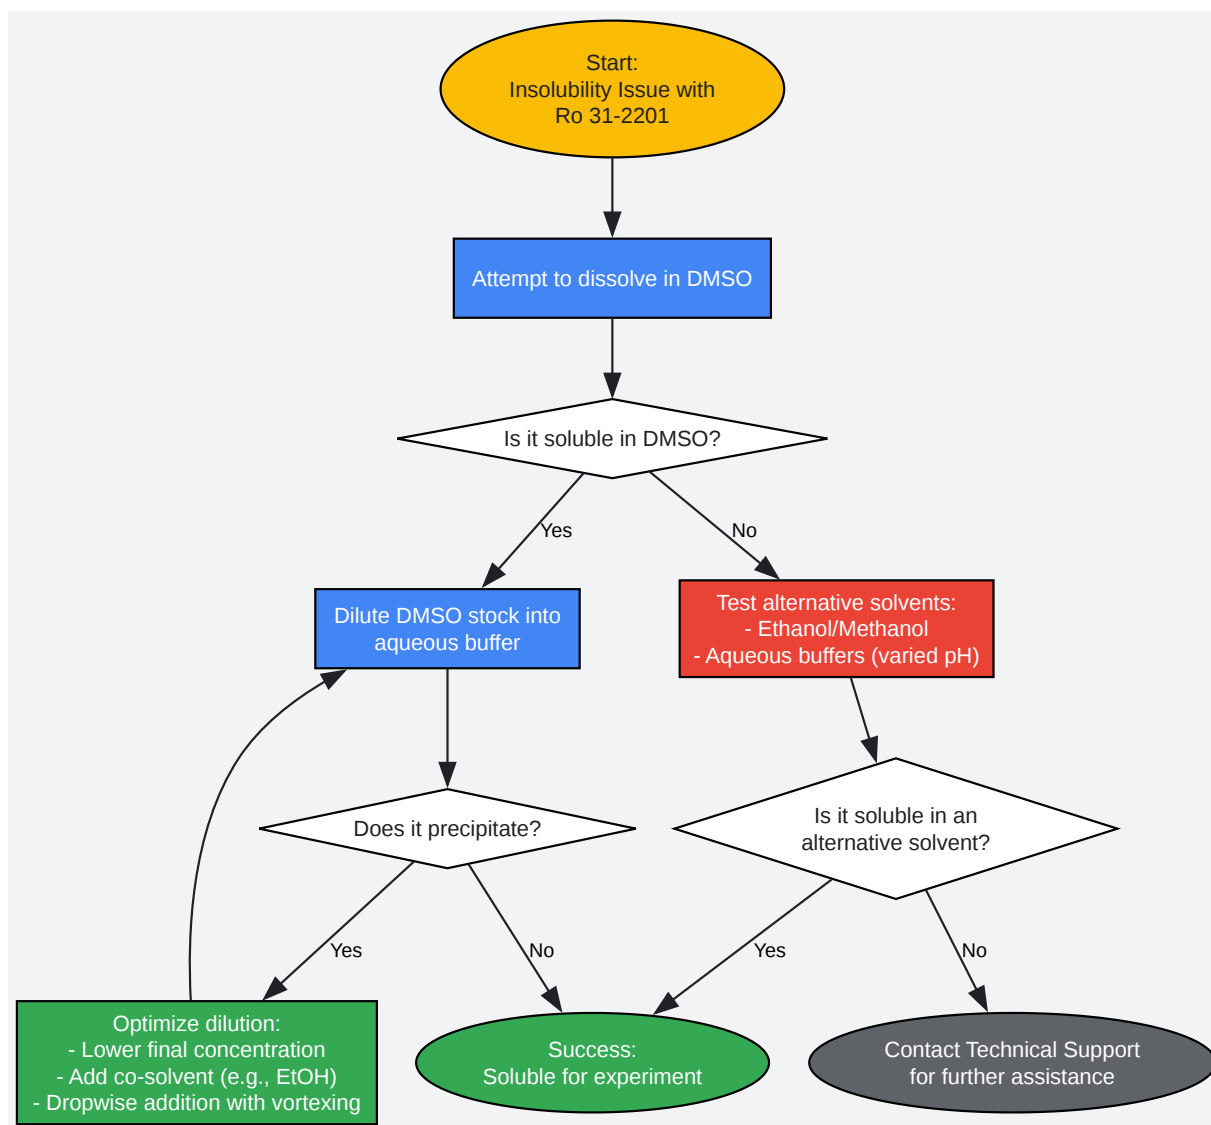 Start:
Insolubility Issue with
Ro 31-2201
Attempt to dissolve in DMSO
Is it soluble in DMSO?
Yes
No
Dilute DMSO stock into
aqueous buffer
Test alternative solvents:
- Ethanol/Methanol
- Aqueous buffers (varied pH)
Does it precipitate?
Is it soluble in an
alternative solvent?
Yes
No
Yes
No
Optimize dilution:
- Lower final concentration
- Add co-solvent (e.g., EtOH)
- Dropwise addition with vortexing
Success:
Soluble for experiment
Contact Technical Support
for further assistance